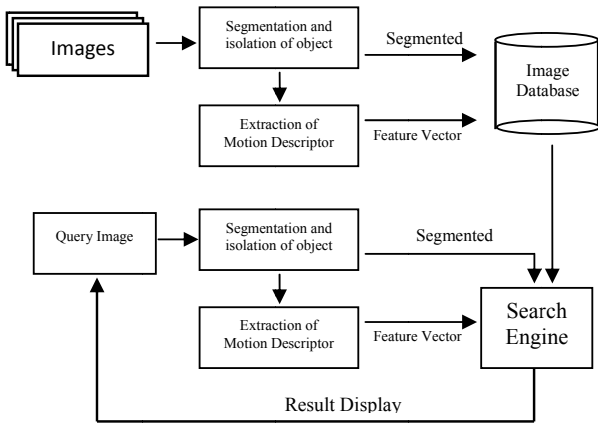 Images
Segmentation and
isolation of object
Segmented
Image
Database
Extraction of
Motion Descriptor
Feature Vector
Query Image
Segmentation and
isolation of object
Segmented
Extraction of
Motion Descriptor
Feature Vector
Search
Engine
Result Display